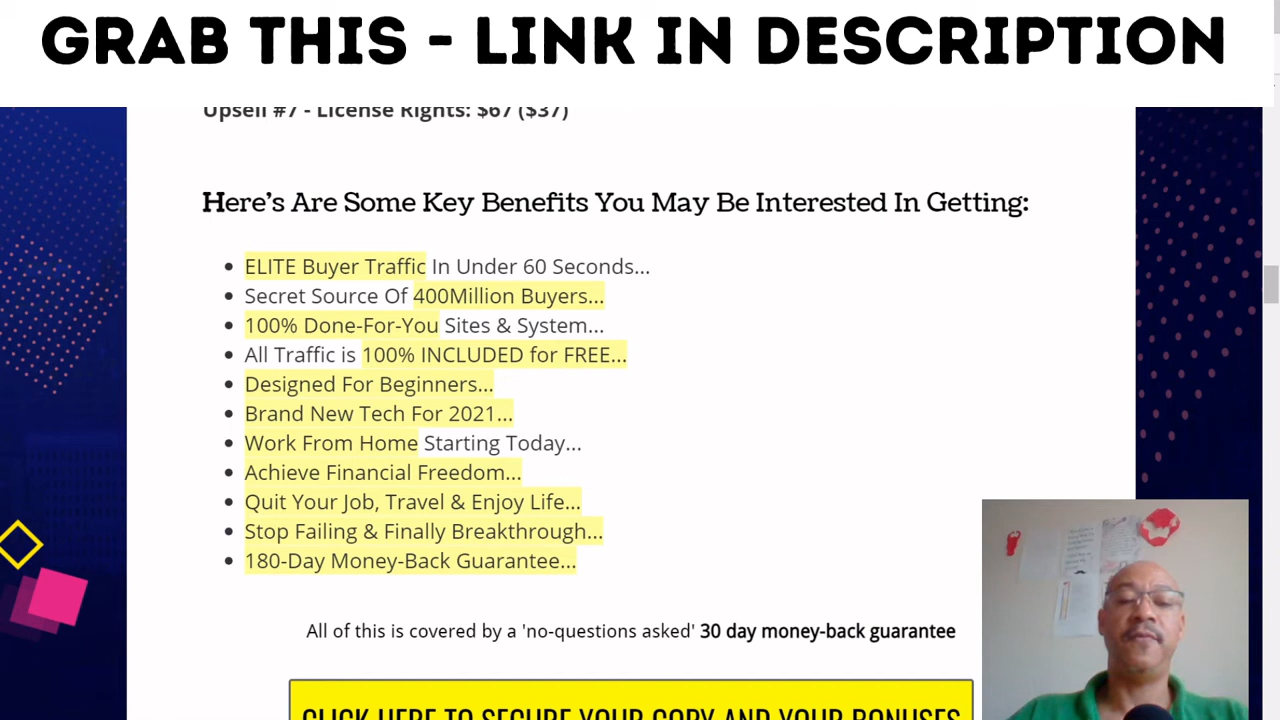 GRAB THIS - LINK IN DESCRIPTION
Upsell #7 - License Rights: $67 ($37)
Here's Are Some Key Benefits You May Be Interested In Getting:
ELITE Buyer Traffic In Under 60 Seconds...
Secret Source Of 400Million Buyers...
100% Done-For-You Sites & System...
All Traffic is 100% INCLUDED for FREE...
Designed For Beginners...
Brand New Tech For 2021...
Work From Home Starting Today...
Achieve Financial Freedom...
Quit Your Job, Travel & Enjoy Life...
Stop Failing & Finally Breakthrough...
180-Day Money-Back Guarantee...
All of this is covered by a 'no-questions asked' 30 day money-back guarantee
CLICK HERE TO SECURE YOUR COPY AND YOUR BONUSES